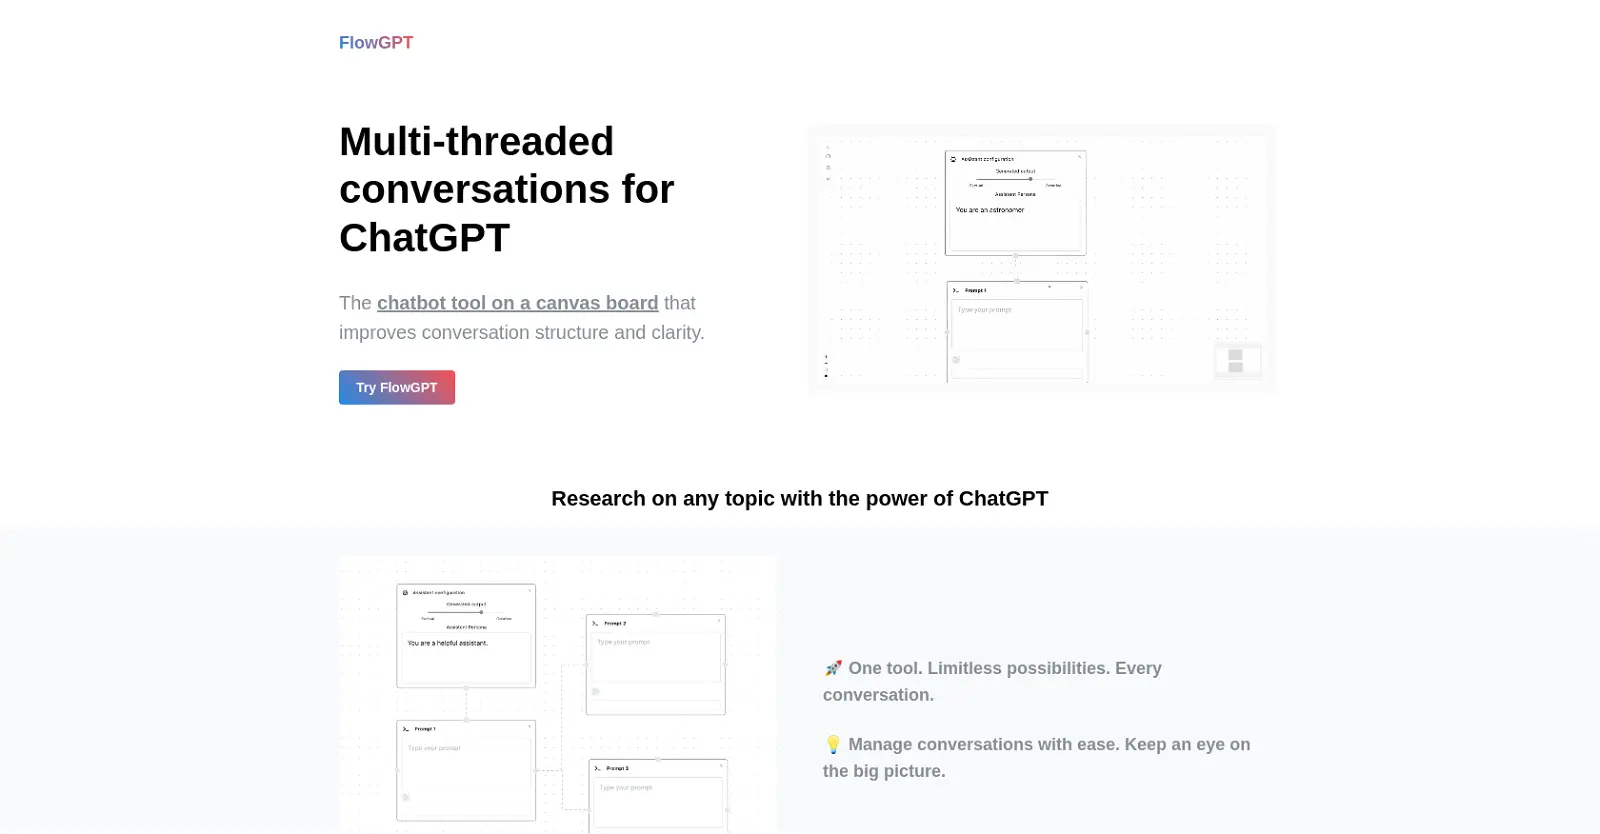 FlowGPT
Multi-threaded
conversations for
ChatGPT
The chatbot tool on a canvas board that
improves conversation structure and clarity.
Try FlowGPT
Assistant configuration
Generated output
Creative
Assistant Persona
You are an astronomer
Prompt 1
Type your prompt
Research on any topic with the power of ChatGPT
Assistant configuration
Generated output
Factual
Creative
Assistant Persona
You are a helpful assistant.
Prompt 1
Type your prompt
Prompt 2
Type your prompt
Prompt 3
Type your prompt
🚀 One tool. Limitless possibilities. Every
conversation.
💡 Manage conversations with ease. Keep an eye on
the big picture.